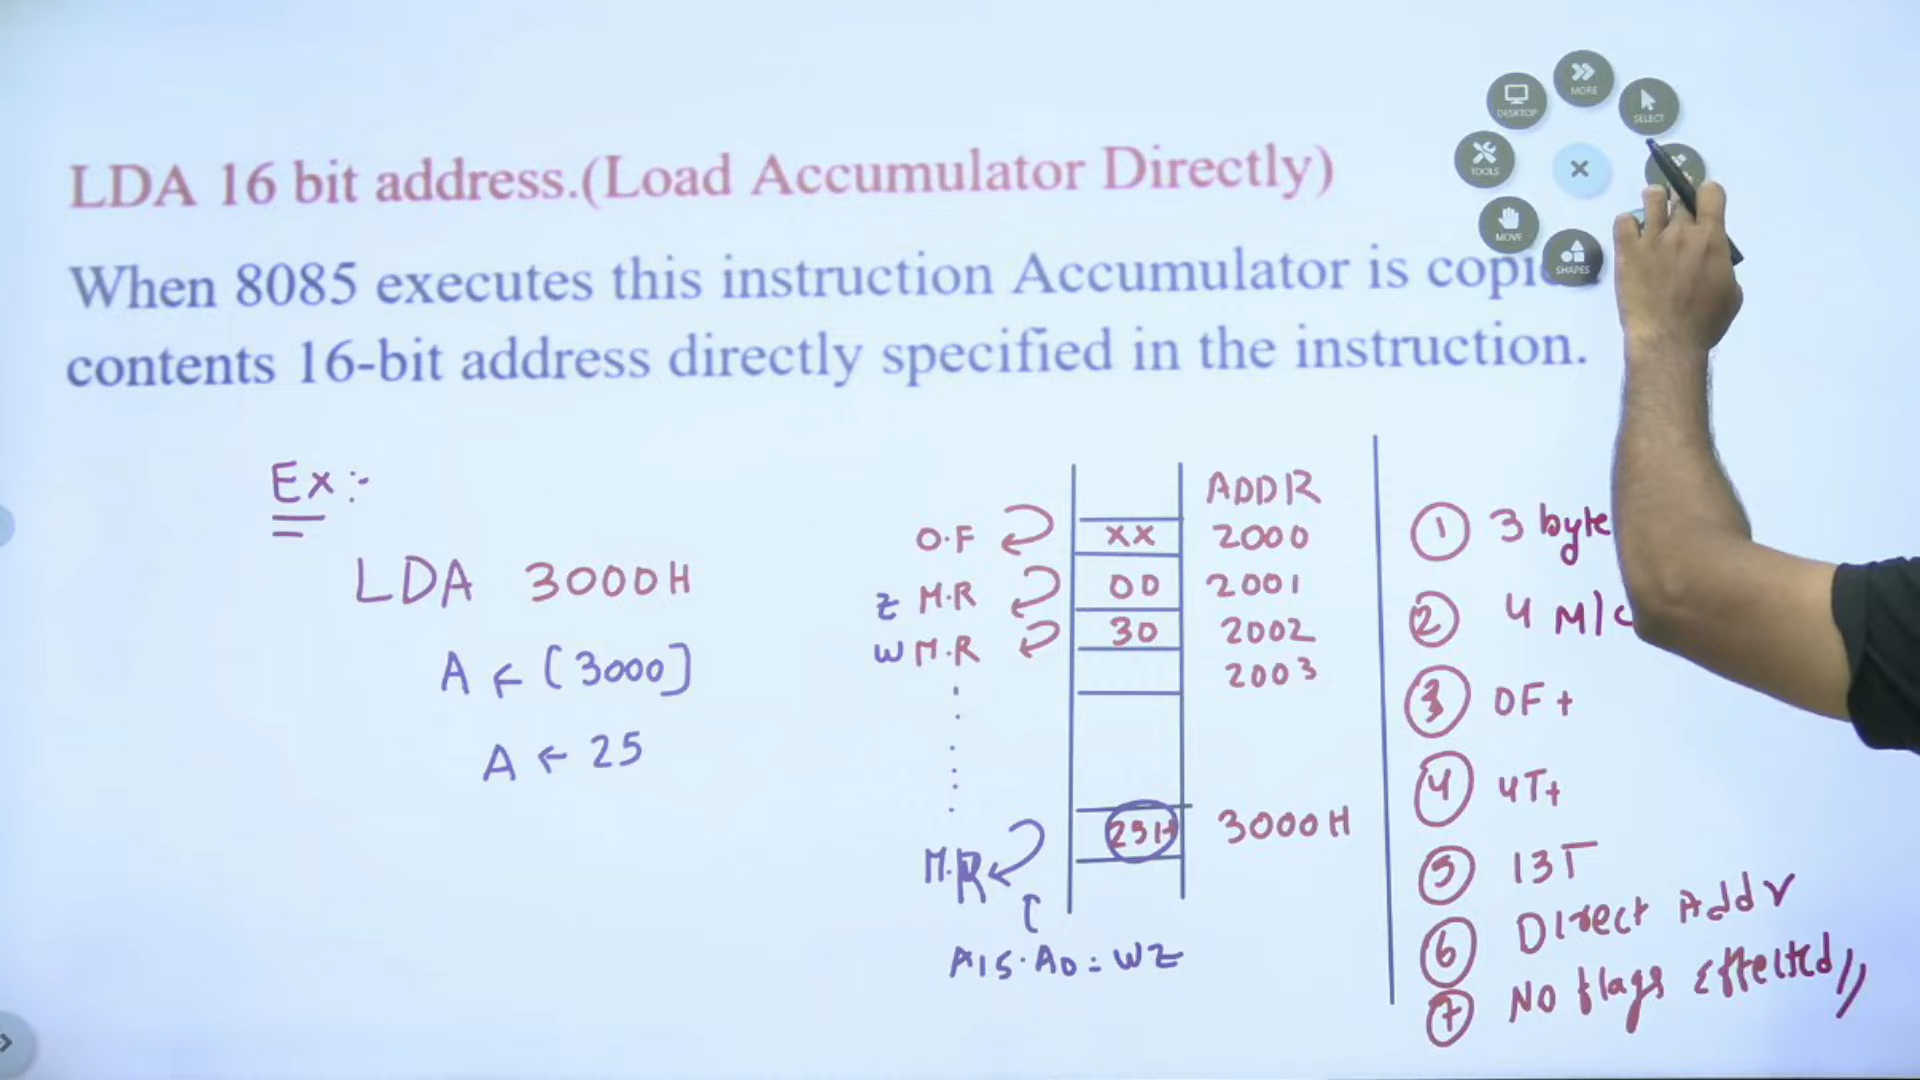 MORE
DESKTOP
SELECT
TOOLS
MOVE
SHAPES
LDA 16 bit address.(Load Accumulator Directly)
When 8085 executes this instruction Accumulator is copi
contents 16-bit address directly specified in the instruction.
Ex:-
LDA 3000H
A ← [3000]
A ← 25
ADDR
O.F XX 2000
Z M.R 00 2001
W M.R 30 2002
2003
M.R 25H 3000H
A15-A0 = WZ
1 3 byte
2 4 M/C
3 OF+
4 4T+
5 13T
6 Direct Addr
7 No flags effected//